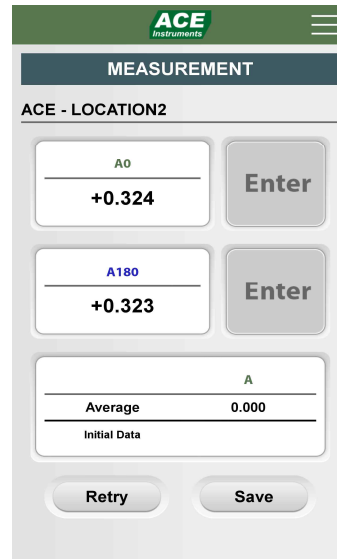 ACE
Instruments
MEASUREMENT
ACE - LOCATION2
A0
+0.324
Enter
A180
+0.323
Enter
A
Average 0.000
Initial Data
Retry Save